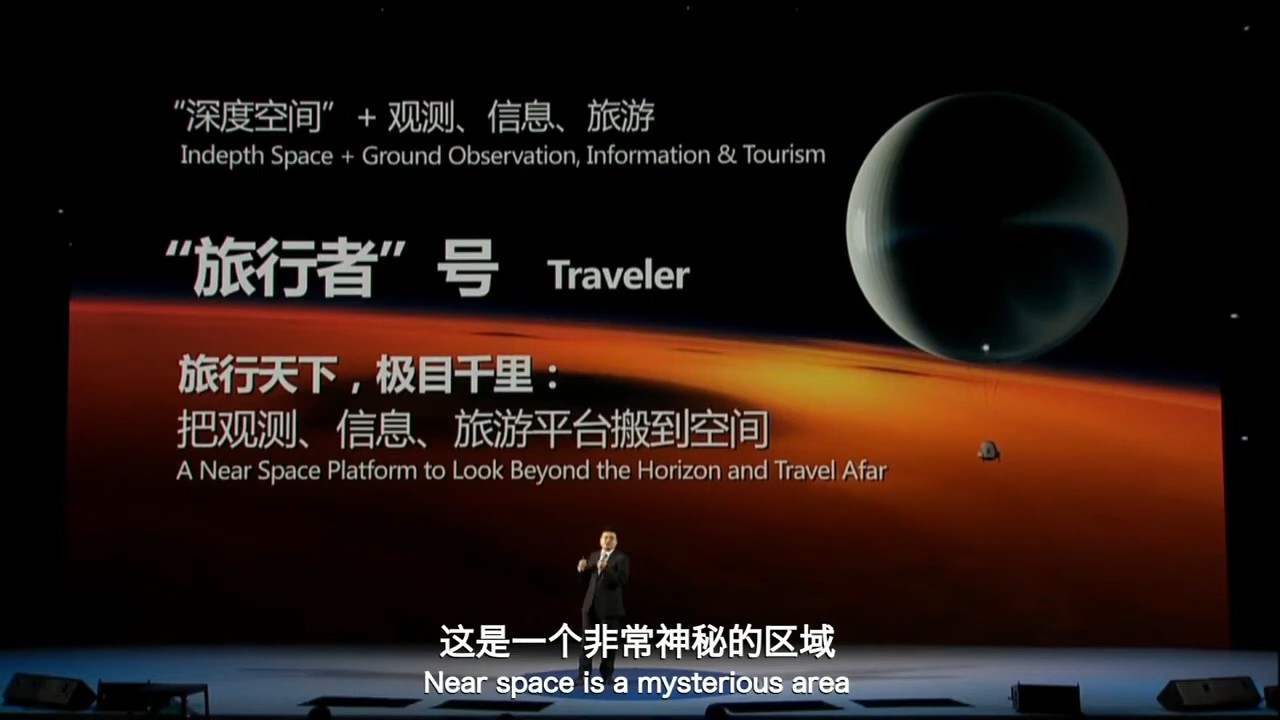 “深度空间” + 观测、信息、旅游
Indepth Space + Ground Observation, Information & Tourism
“旅行者” 号 Traveler
旅行天下，极目千里：
把观测、信息、旅游平台搬到空间
A Near Space Platform to Look Beyond the Horizon and Travel Afar
这是一个非常神秘的区域
Near space is a mysterious area